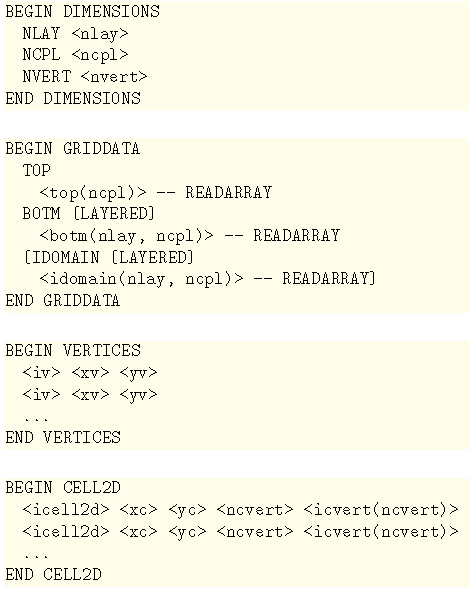 BEGIN DIMENSIONS
NLAY <nlay>
NCPL <ncpl>
NVERT <nvert>
END DIMENSIONS
BEGIN GRIDDATA
TOP
<top(ncpl)> -- READARRAY
BOTM [LAYERED]
<botm(nlay, ncpl)> -- READARRAY
[IDOMAIN [LAYERED]
<idomain(nlay, ncpl)> -- READARRAY]
END GRIDDATA
BEGIN VERTICES
<iv> <xv> <yv>
<iv> <xv> <yv>
...
END VERTICES
BEGIN CELL2D
<icell2d> <xc> <yc> <ncvert> <icvert(ncvert)>
<icell2d> <xc> <yc> <ncvert> <icvert(ncvert)>
...
END CELL2D